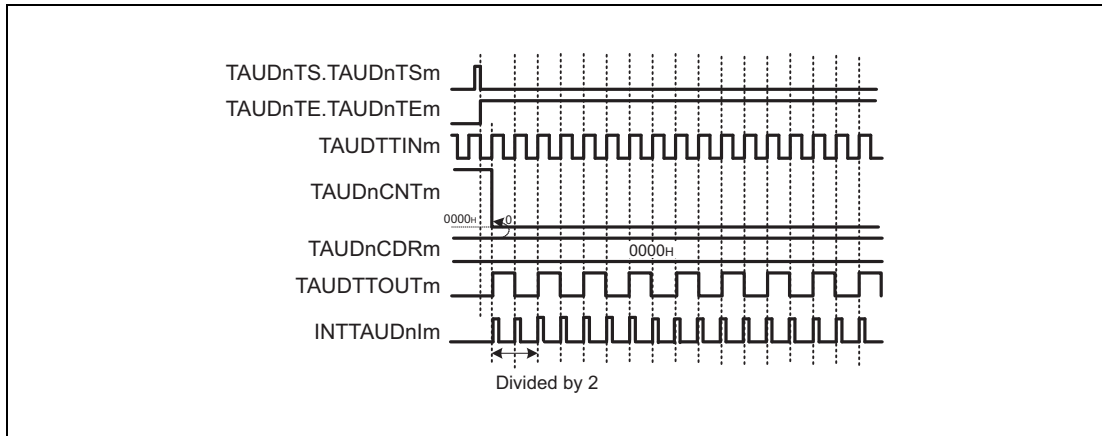 TAUDnTS.TAUDnTSm
TAUDnTE.TAUDnTEm
TAUDTTINm
TAUDnCNTm
0000H
0
TAUDnCDRm
0000H
TAUDTTOUTm
INTTAUDnIm
Divided by 2